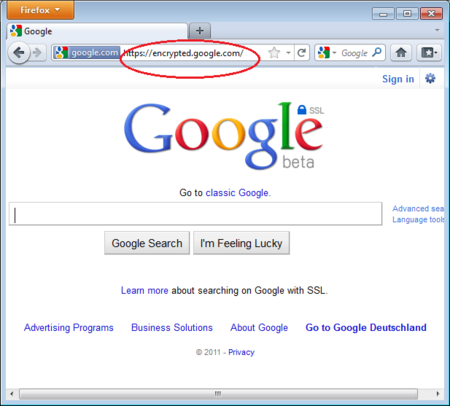 Firefox
Google
google.com https://encrypted.google.com/ Google
Sign in
SSL
Google
beta
Go to classic Google.
Advanced sea
Language tools
Google Search I'm Feeling Lucky
Learn more about searching on Google with SSL.
Advertising Programs Business Solutions About Google Go to Google Deutschland
© 2011 - Privacy